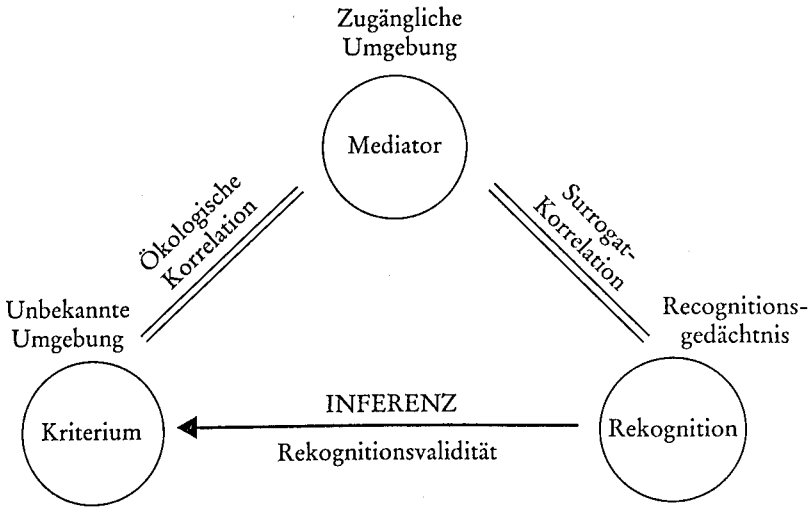 Zugängliche
Umgebung
Mediator
Ökologische
Korrelation
Surrogat-
Korrelation
Unbekannte
Umgebung
Recognitions-
gedächtnis
Kriterium
INFERENZ
Rekognitionsvalidität
Rekognition